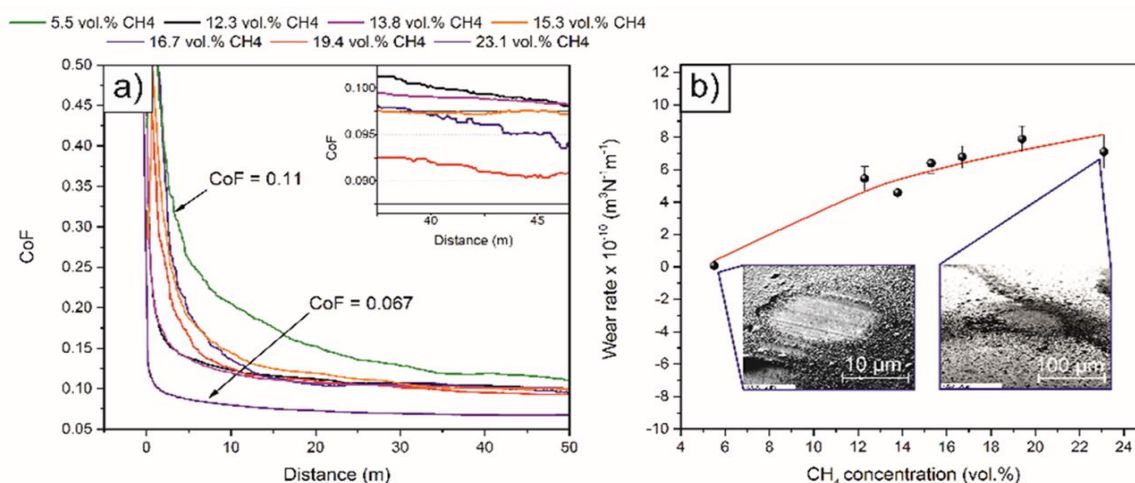 5.5 vol.% CH4 12.3 vol.% CH4 13.8 vol.% CH4 15.3 vol.% CH4
16.7 vol.% CH4 19.4 vol.% CH4 23.1 vol.% CH4
a)
CoF
0.50
0.45
0.40
0.35
0.30
0.25
0.20
0.15
0.10
0.05
CoF = 0.11
CoF = 0.067
CoF
0.100
0.095
0.090
40 45
Distance (m)
0 10 20 30 40 50
Distance (m)
b)
Wear rate x 10⁻¹⁰ (m³N⁻¹m⁻¹)
12
10
8
6
4
2
0
-2
-4
-6
-8
-10
10 µm
100 µm
4 6 8 10 12 14 16 18 20 22 24
CH₄ concentration (vol.%)